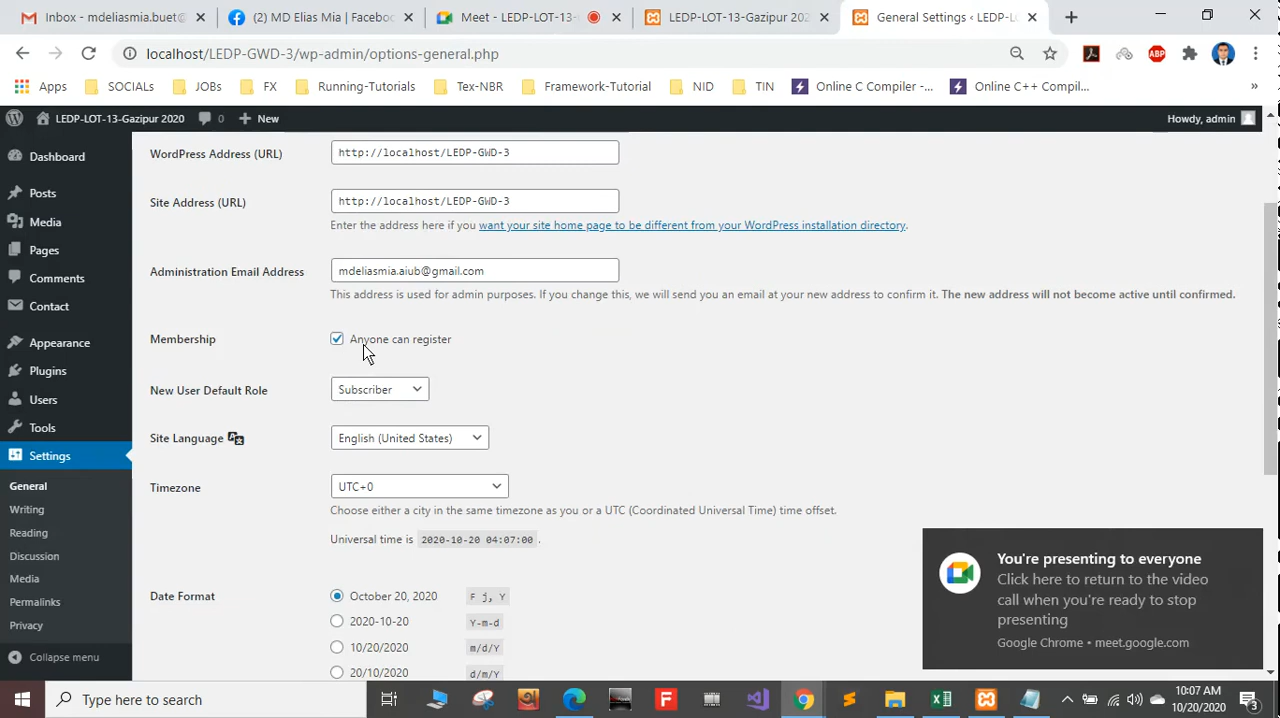 Inbox - mdeliasmia.buet@
(2) MD Elias Mia | Faceboo
Meet - LEDP-LOT-13-
LEDP-LOT-13-Gazipur 202
General Settings ‹ LEDP-LO
localhost/LEDP-GWD-3/wp-admin/options-general.php
Apps
SOCIALs
JOBs
FX
Running-Tutorials
Tex-NBR
Framework-Tutorial
NID
TIN
Online C Compiler -...
Online C++ Compil...
»
LEDP-LOT-13-Gazipur 2020
0
New
Howdy, admin
Dashboard
Posts
Media
Pages
Comments
Contact
Appearance
Plugins
Users
Tools
Settings
General
Writing
Reading
Discussion
Media
Permalinks
Privacy
Collapse menu
WordPress Address (URL)
http://localhost/LEDP-GWD-3
Site Address (URL)
http://localhost/LEDP-GWD-3
Enter the address here if you want your site home page to be different from your WordPress installation directory.
Administration Email Address
mdeliasmia.aiub@gmail.com
This address is used for admin purposes. If you change this, we will send you an email at your new address to confirm it. The new address will not become active until confirmed.
Membership
Anyone can register
New User Default Role
Subscriber
Site Language
English (United States)
Timezone
UTC+0
Choose either a city in the same timezone as you or a UTC (Coordinated Universal Time) time offset.
Universal time is 2020-10-20 04:07:00 .
Date Format
October 20, 2020 F j, Y
2020-10-20 Y-m-d
10/20/2020 m/d/Y
20/10/2020 d/m/Y
You're presenting to everyone
Click here to return to the video
call when you're ready to stop
presenting
Google Chrome • meet.google.com
Type here to search
10:07 AM
10/20/2020
3